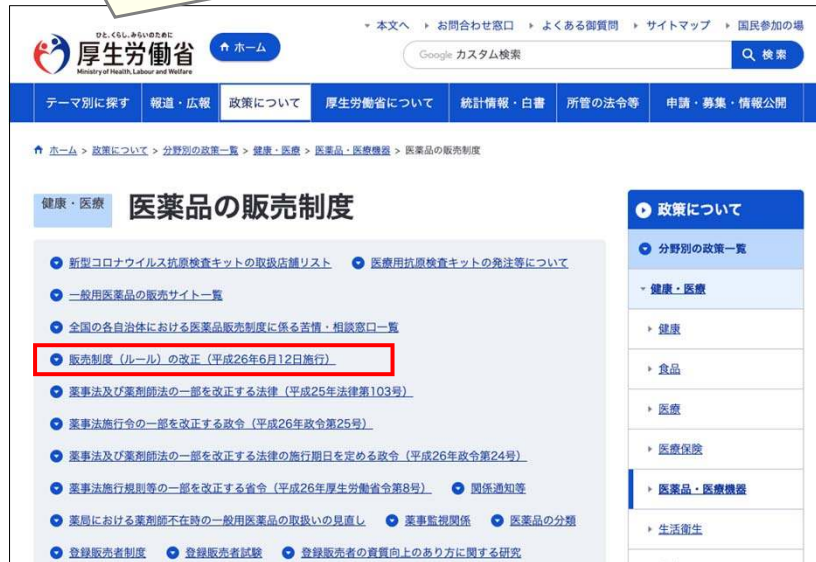 本文へ お問合わせ窓口 よくある御質問 サイトマップ 国民参加の場
ひと、くらし、みらいのために
厚生労働省
Ministry of Health, Labour and Welfare
ホーム
Google カスタム検索
検索
テーマ別に探す 報道・広報 政策について 厚生労働省について 統計情報・白書 所管の法令等 申請・募集・情報公開
ホーム > 政策について > 分野別の政策一覧 > 健康・医療 > 医薬品・医療機器 > 医薬品の販売制度
健康・医療 医薬品の販売制度
新型コロナウイルス抗原検査キットの取扱店舗リスト 医療用抗原検査キットの発注等について
一般用医薬品の販売サイト一覧
全国の各自治体における医薬品販売制度に係る苦情・相談窓口一覧
販売制度（ルール）の改正（平成26年6月12日施行）
薬事法及び薬剤師法の一部を改正する法律（平成25年法律第103号）
薬事法施行令の一部を改正する政令（平成26年政令第25号）
薬事法及び薬剤師法の一部を改正する法律の施行期日を定める政令（平成26年政令第24号）
薬事法施行規則等の一部を改正する省令（平成26年厚生労働省令第8号） 関係通知等
薬局における薬剤師不在時の一般用医薬品の取扱いの見直し 薬事監視関係 医薬品の分類
登録販売者制度 登録販売者試験 登録販売者の資質向上のあり方に関する研究
政策について
分野別の政策一覧
健康・医療
健康
食品
医療
医療保険
医薬品・医療機器
生活衛生